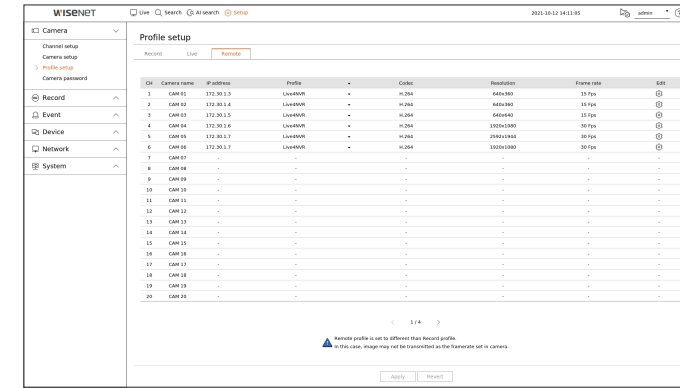 WISENET Live Search AI search Setup 2021-10-12 14:11:05 admin
Camera
Channel setup
Camera setup
> Profile setup
Camera password
Record
Event
Device
Network
System
Profile setup
Record Live Remote
CH Camera name IP address Profile Codec Resolution Frame rate Edit
1 CAM 01 172.30.1.3 Live4NVR H.264 640x360 15 Fps
2 CAM 02 172.30.1.4 Live4NVR H.264 640x360 15 Fps
3 CAM 03 172.30.1.5 Live4NVR H.264 640x640 15 Fps
4 CAM 04 172.30.1.6 Live4NVR H.264 1920x1080 30 Fps
5 CAM 05 172.30.1.7 Live4NVR H.264 2592x1944 30 Fps
6 CAM 06 172.30.1.7 Live4NVR H.264 1920x1080 30 Fps
7 CAM 07 - - - - - -
8 CAM 08 - - - - - -
9 CAM 09 - - - - - -
10 CAM 10 - - - - - -
11 CAM 11 - - - - - -
12 CAM 12 - - - - - -
13 CAM 13 - - - - - -
14 CAM 14 - - - - - -
15 CAM 15 - - - - - -
16 CAM 16 - - - - - -
17 CAM 17 - - - - - -
18 CAM 18 - - - - - -
19 CAM 19 - - - - - -
20 CAM 20 - - - - - -
< 1 / 4 >
Remote profile is set to different than Record profile.
In this case, image may not be transmitted as the framerate set in camera.
Apply Revert